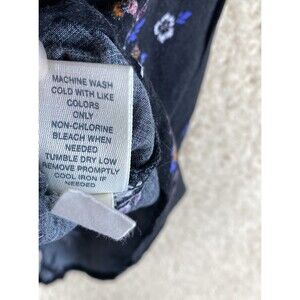 MACHINE WASH
COLD WITH LIKE
COLORS
ONLY
NON-CHLORINE
BLEACH WHEN
NEEDED
TUMBLE DRY LOW
REMOVE PROMPTLY
COOL IRON IF
NEEDED